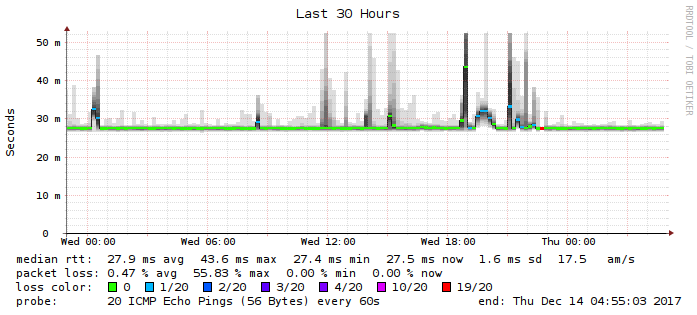 Last 30 Hours
RRDTOOL / TOBI OETIKER
Seconds
50 m
40 m
30 m
20 m
10 m
0
Wed 00:00 Wed 06:00 Wed 12:00 Wed 18:00 Thu 00:00
median rtt: 27.9 ms avg 43.6 ms max 27.4 ms min 27.5 ms now 1.6 ms sd 17.5 am/s
packet loss: 0.47 % avg 55.83 % max 0.00 % min 0.00 % now
loss color: 0 1/20 2/20 3/20 4/20 10/20 19/20
probe: 20 ICMP Echo Pings (56 Bytes) every 60s end: Thu Dec 14 04:55:03 2017